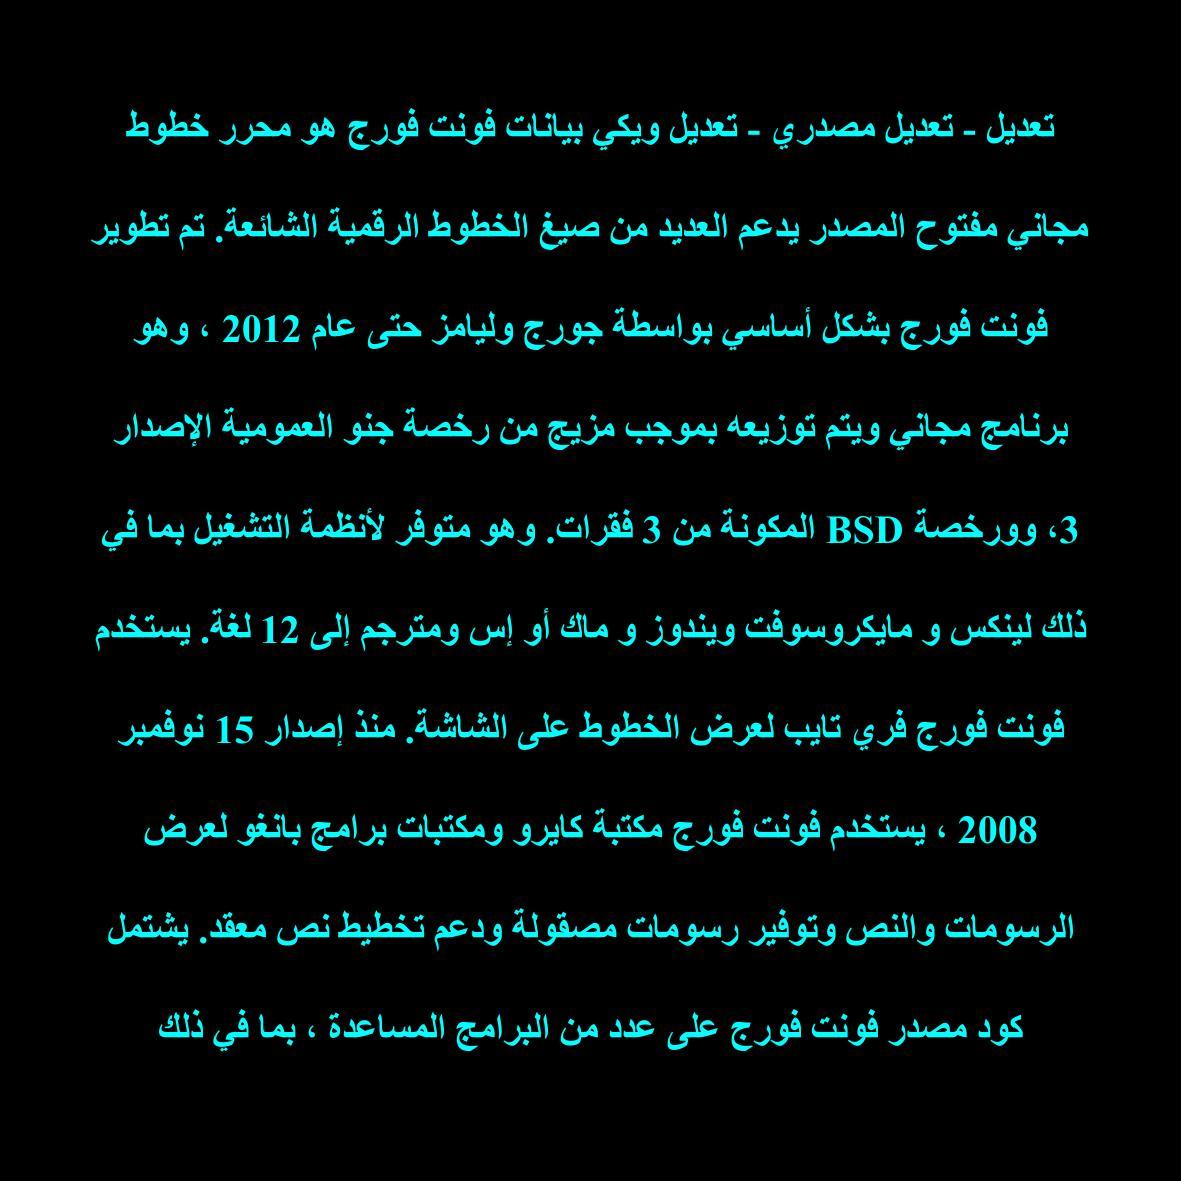 تعديل - تعديل مصدري - تعديل ويكي بيانات فونت فورج هو محرر خطوط
مجاني مفتوح المصدر يدعم العديد من صيغ الخطوط الرقمية الشائعة. تم تطوير
فونت فورج بشكل أساسي بواسطة جورج وليامز حتى عام 2012 ، وهو
برنامج مجاني ويتم توزيعه بموجب مزيج من رخصة جنو العمومية الإصدار
3، وورخصة BSD المكونة من 3 فقرات. وهو متوفر لأنظمة التشغيل بما في
ذلك لينكس و مايكروسوفت ويندوز و ماك أو إس ومترجم إلى 12 لغة. يستخدم
فونت فورج فري تايب لعرض الخطوط على الشاشة. منذ إصدار 15 نوفمبر
2008 ، يستخدم فونت فورج مكتبة كايرو ومكتبات برامج بانغو لعرض
الرسومات والنص وتوفير رسومات مصقولة ودعم تخطيط نص معقد. يشتمل
كود مصدر فونت فورج على عدد من البرامج المساعدة ، بما في ذلك